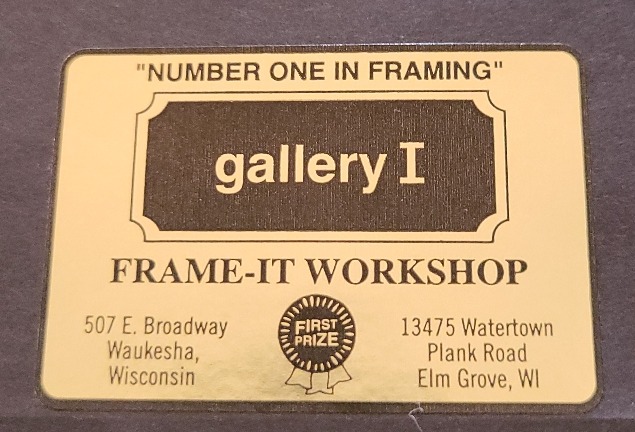 "NUMBER ONE IN FRAMING"
gallery I
FRAME-IT WORKSHOP
507 E. Broadway
Waukesha,
Wisconsin
FIRST
PRIZE
13475 Watertown
Plank Road
Elm Grove, WI